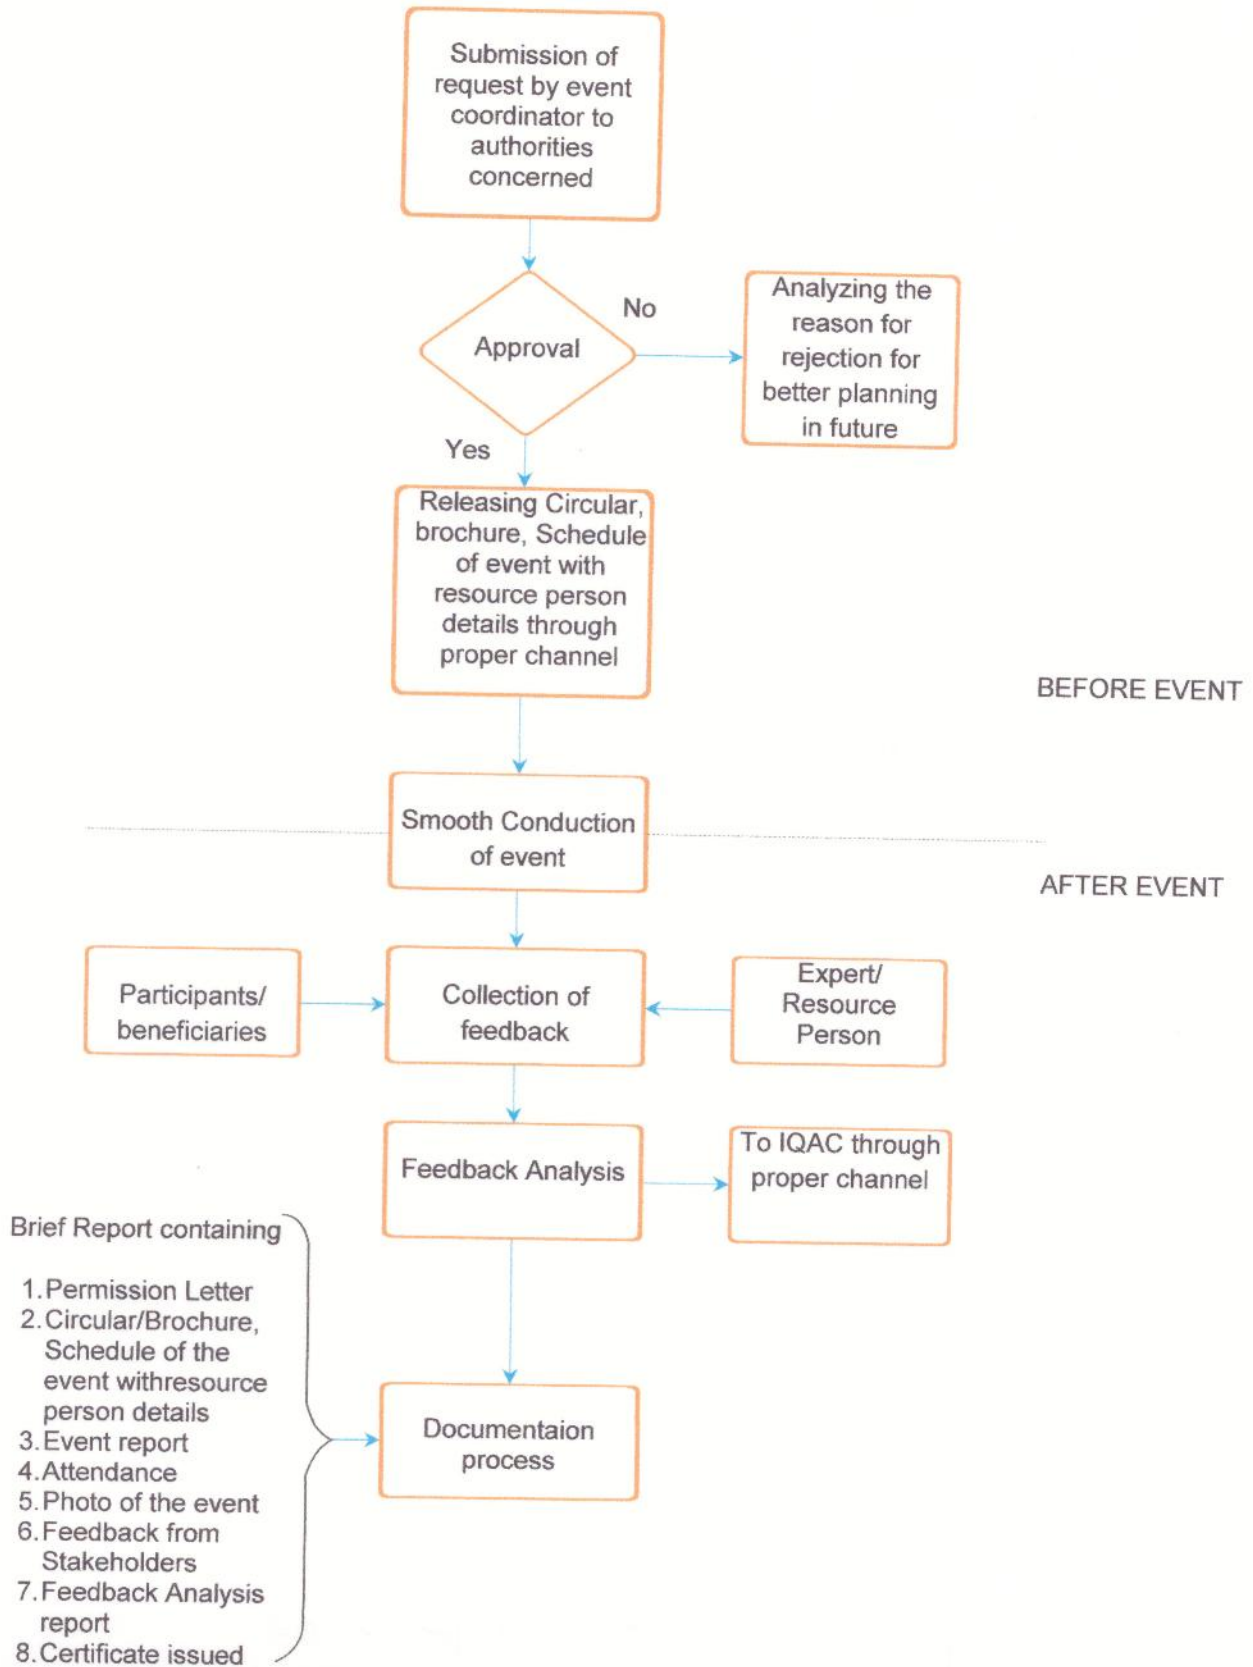 Submission of
request by event
coordinator to
authorities
concerned
Approval
No
Analyzing the
reason for
rejection for
better planning
in future
Yes
Releasing Circular,
brochure, Schedule
of event with
resource person
details through
proper channel
BEFORE EVENT
Smooth Conduction
of event
AFTER EVENT
Participants/
beneficiaries
Collection of
feedback
Expert/
Resource
Person
Feedback Analysis
To IQAC through
proper channel
Brief Report containing
1.Permission Letter
2.Circular/Brochure,
Schedule of the
event withresource
person details
3.Event report
4.Attendance
5.Photo of the event
6.Feedback from
Stakeholders
7.Feedback Analysis
report
8.Certificate issued
Documentaion
process